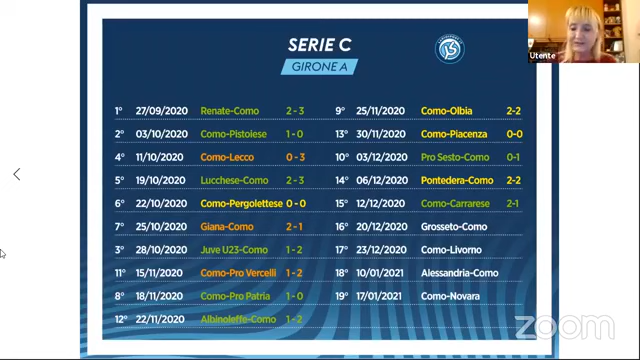 SERIE C
GIRONE A
Utente
1° 27/09/2020 Renate-Como 2 - 3
2° 03/10/2020 Como-Pistoiese 1 - 0
4° 11/10/2020 Como-Lecco 0 - 3
5° 19/10/2020 Lucchese-Como 2 - 3
6° 22/10/2020 Como-Pergolettese 0 - 0
7° 25/10/2020 Giana-Como 2 - 1
3° 28/10/2020 Juve U23-Como 1 - 2
11° 15/11/2020 Como-Pro Vercelli 1 - 2
8° 18/11/2020 Como-Pro Patria 1 - 0
12° 22/11/2020 Albinoleffe-Como 1 - 2
9° 25/11/2020 Como-Olbia 2-2
13° 30/11/2020 Como-Piacenza 0-0
10° 03/12/2020 Pro Sesto-Como 0-1
14° 06/12/2020 Pontedera-Como 2-2
15° 12/12/2020 Como-Carrarese 2-1
16° 20/12/2020 Grosseto-Como
17° 23/12/2020 Como-Livorno
18° 10/01/2021 Alessandria-Como
19° 17/01/2021 Como-Novara
zoom